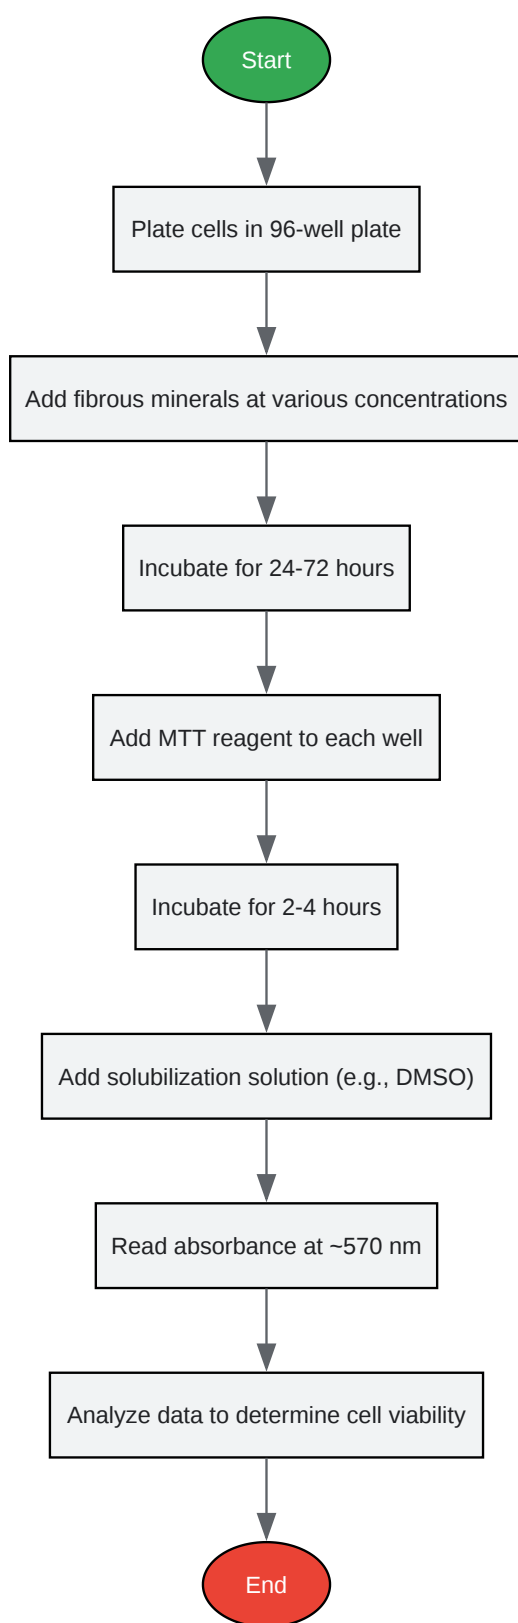 Start
Plate cells in 96-well plate
Add fibrous minerals at various concentrations
Incubate for 24-72 hours
Add MTT reagent to each well
Incubate for 2-4 hours
Add solubilization solution (e.g., DMSO)
Read absorbance at ~570 nm
Analyze data to determine cell viability
End